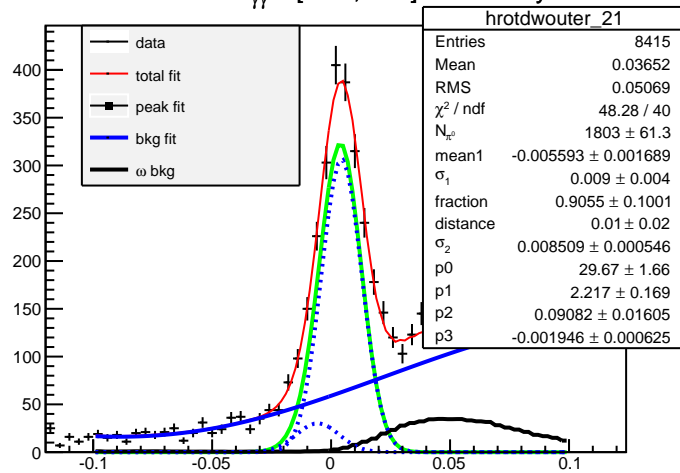 hrotdwouter_21
Entries 8415
Mean 0.03652
RMS 0.05069
χ² / ndf 48.28 / 40
N_π⁰ 1803 ± 61.3
mean1 -0.005593 ± 0.001689
σ₁ 0.009 ± 0.004
fraction 0.9055 ± 0.1001
distance 0.01 ± 0.02
σ₂ 0.008509 ± 0.000546
p0 29.67 ± 1.66
p1 2.217 ± 0.169
p2 0.09082 ± 0.01605
p3 -0.001946 ± 0.000625
data
total fit
peak fit
bkg fit
ω bkg
400
350
300
250
200
150
100
50
0
-0.1 -0.05 0 0.05 0.1